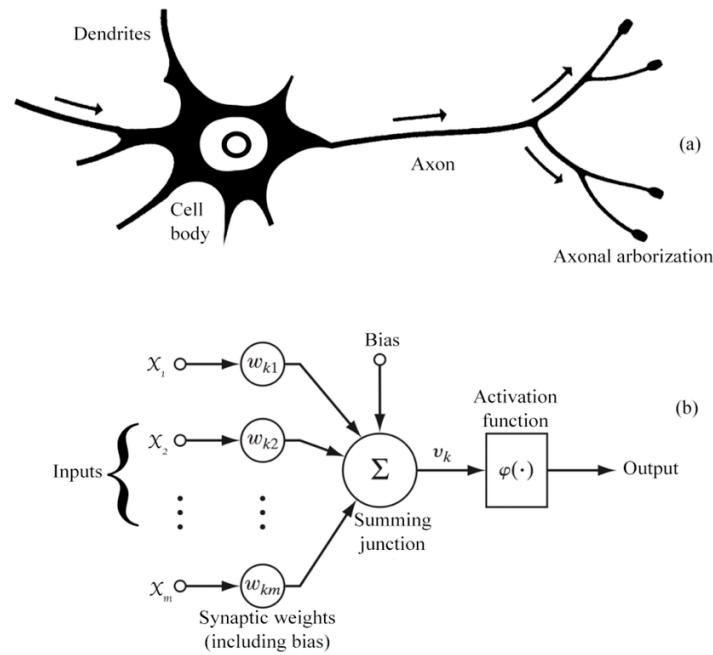 Dendrites
Axon
(a)
Cell
body
Axonal arborization
Bias
x₁
wₖ₁
Activation
function
(b)
Inputs
x₂
wₖ₂
Σ
vₖ
φ(·)
Output
Summing
junction
xₘ
wₖₘ
Synaptic weights
(including bias)